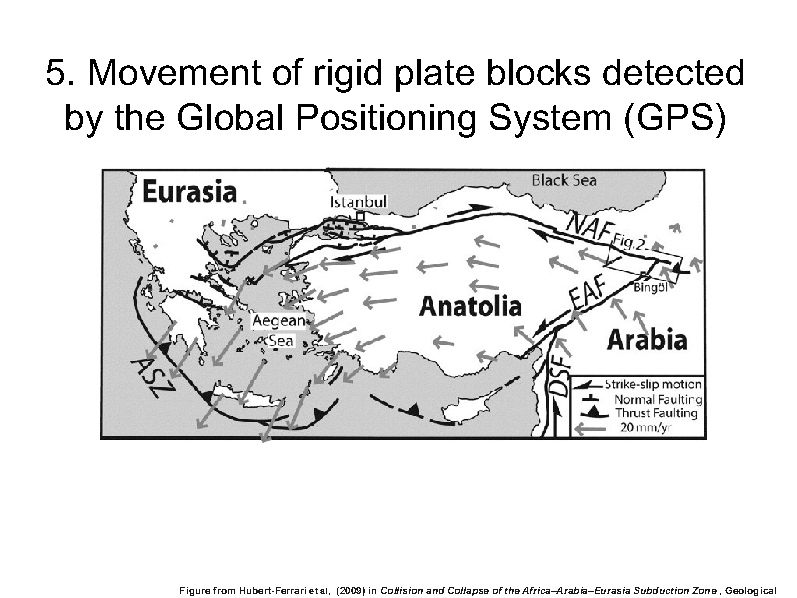 5. Movement of rigid plate blocks detected
by the Global Positioning System (GPS)
Eurasia
Black Sea
Istanbul
NAF
Fig.2
Bingöl
EAF
Anatolia
Aegean
Sea
Arabia
ASZ
DSF
Strike-slip motion
Normal Faulting
Thrust Faulting
20 mm/yr
Figure from Hubert-Ferrari et al, (2009) in Collision and Collapse of the Africa–Arabia–Eurasia Subduction Zone , Geological